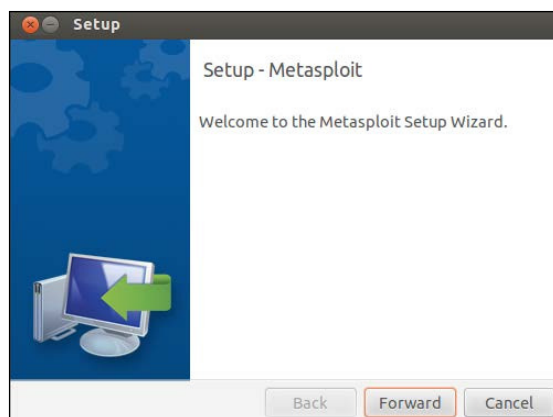 Setup
Setup - Metasploit
Welcome to the Metasploit Setup Wizard.
Back
Forward
Cancel